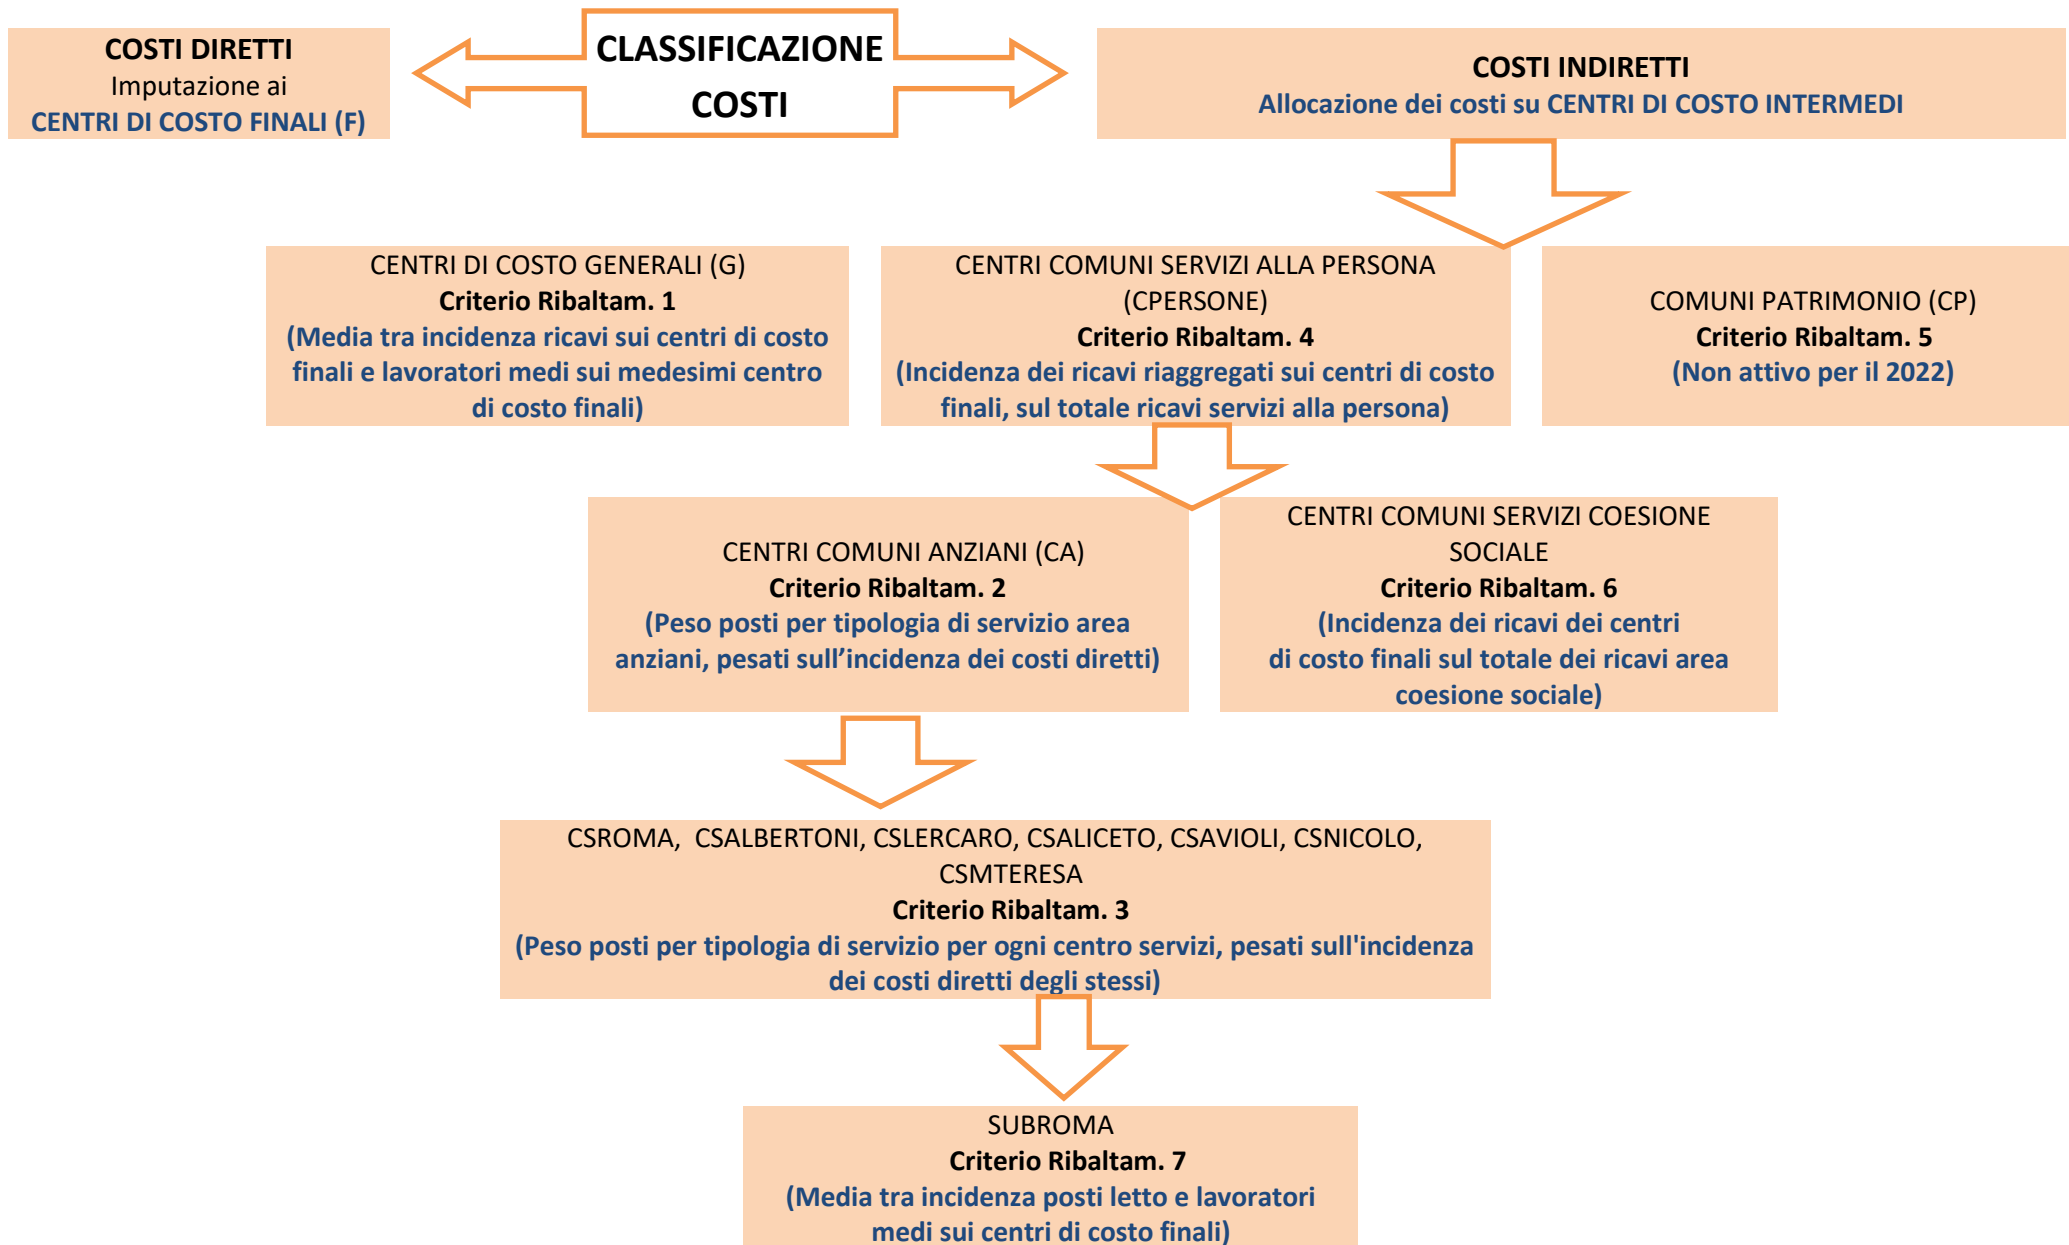 COSTI DIRETTI
Imputazione ai
CENTRI DI COSTO FINALI (F)
CLASSIFICAZIONE
COSTI
COSTI INDIRETTI
Allocazione dei costi su CENTRI DI COSTO INTERMEDI
CENTRI DI COSTO GENERALI (G)
Criterio Ribaltam. 1
(Media tra incidenza ricavi sui centri di costo
finali e lavoratori medi sui medesimi centro
di costo finali)
CENTRI COMUNI SERVIZI ALLA PERSONA
(CPERSONE)
Criterio Ribaltam. 4
(Incidenza dei ricavi riaggregati sui centri di costo
finali, sul totale ricavi servizi alla persona)
COMUNI PATRIMONIO (CP)
Criterio Ribaltam. 5
(Non attivo per il 2022)
CENTRI COMUNI ANZIANI (CA)
Criterio Ribaltam. 2
(Peso posti per tipologia di servizio area
anziani, pesati sull’incidenza dei costi diretti)
CENTRI COMUNI SERVIZI COESIONE
SOCIALE
Criterio Ribaltam. 6
(Incidenza dei ricavi dei centri
di costo finali sul totale dei ricavi area
coesione sociale)
CSROMA, CSALBERTONI, CSLERCARO, CSALICETO, CSAVIOLI, CSNICOLO,
CSMTERESA
Criterio Ribaltam. 3
(Peso posti per tipologia di servizio per ogni centro servizi, pesati sull'incidenza
dei costi diretti degli stessi)
SUBROMA
Criterio Ribaltam. 7
(Media tra incidenza posti letto e lavoratori
medi sui centri di costo finali)